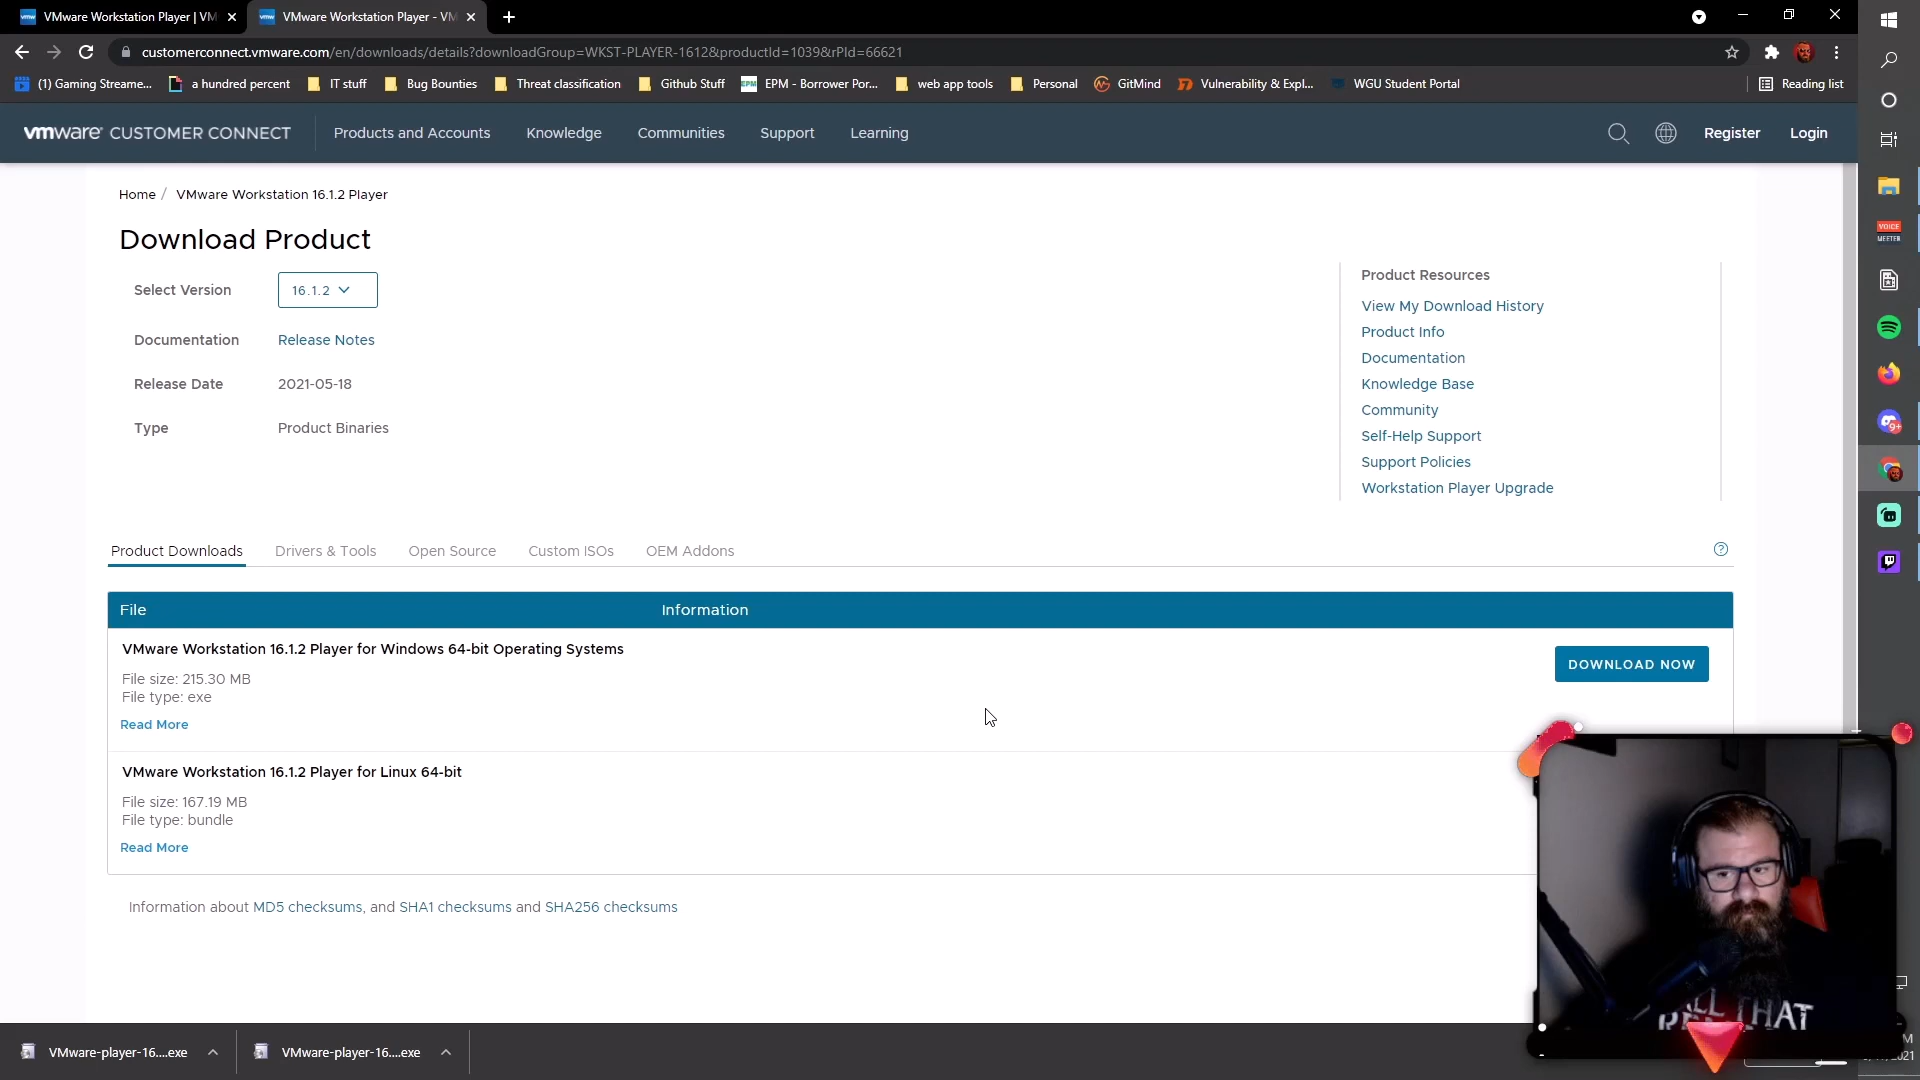 VMware Workstation Player | VM
VMware Workstation Player - VM
customerconnect.vmware.com/en/downloads/details?downloadGroup=WKST-PLAYER-1612&productId=1039&rPId=66621
(1) Gaming Streame...
a hundred percent
IT stuff
Bug Bounties
Threat classification
Github Stuff
EPM
EPM - Borrower Por...
web app tools
Personal
GitMind
Vulnerability & Expl...
WGU Student Portal
Reading list
vmware CUSTOMER CONNECT
Products and Accounts
Knowledge
Communities
Support
Learning
Register
Login
Home / VMware Workstation 16.1.2 Player
Download Product
Select Version
16.1.2
Documentation
Release Notes
Release Date
2021-05-18
Type
Product Binaries
Product Resources
View My Download History
Product Info
Documentation
Knowledge Base
Community
Self-Help Support
Support Policies
Workstation Player Upgrade
VOICE
MEETER
9+
Product Downloads
Drivers & Tools
Open Source
Custom ISOs
OEM Addons
File
Information
VMware Workstation 16.1.2 Player for Windows 64-bit Operating Systems
File size: 215.30 MB
File type: exe
Read More
DOWNLOAD NOW
VMware Workstation 16.1.2 Player for Linux 64-bit
File size: 167.19 MB
File type: bundle
Read More
Information about MD5 checksums, and SHA1 checksums and SHA256 checksums
VMware-player-16....exe
VMware-player-16....exe
THAT